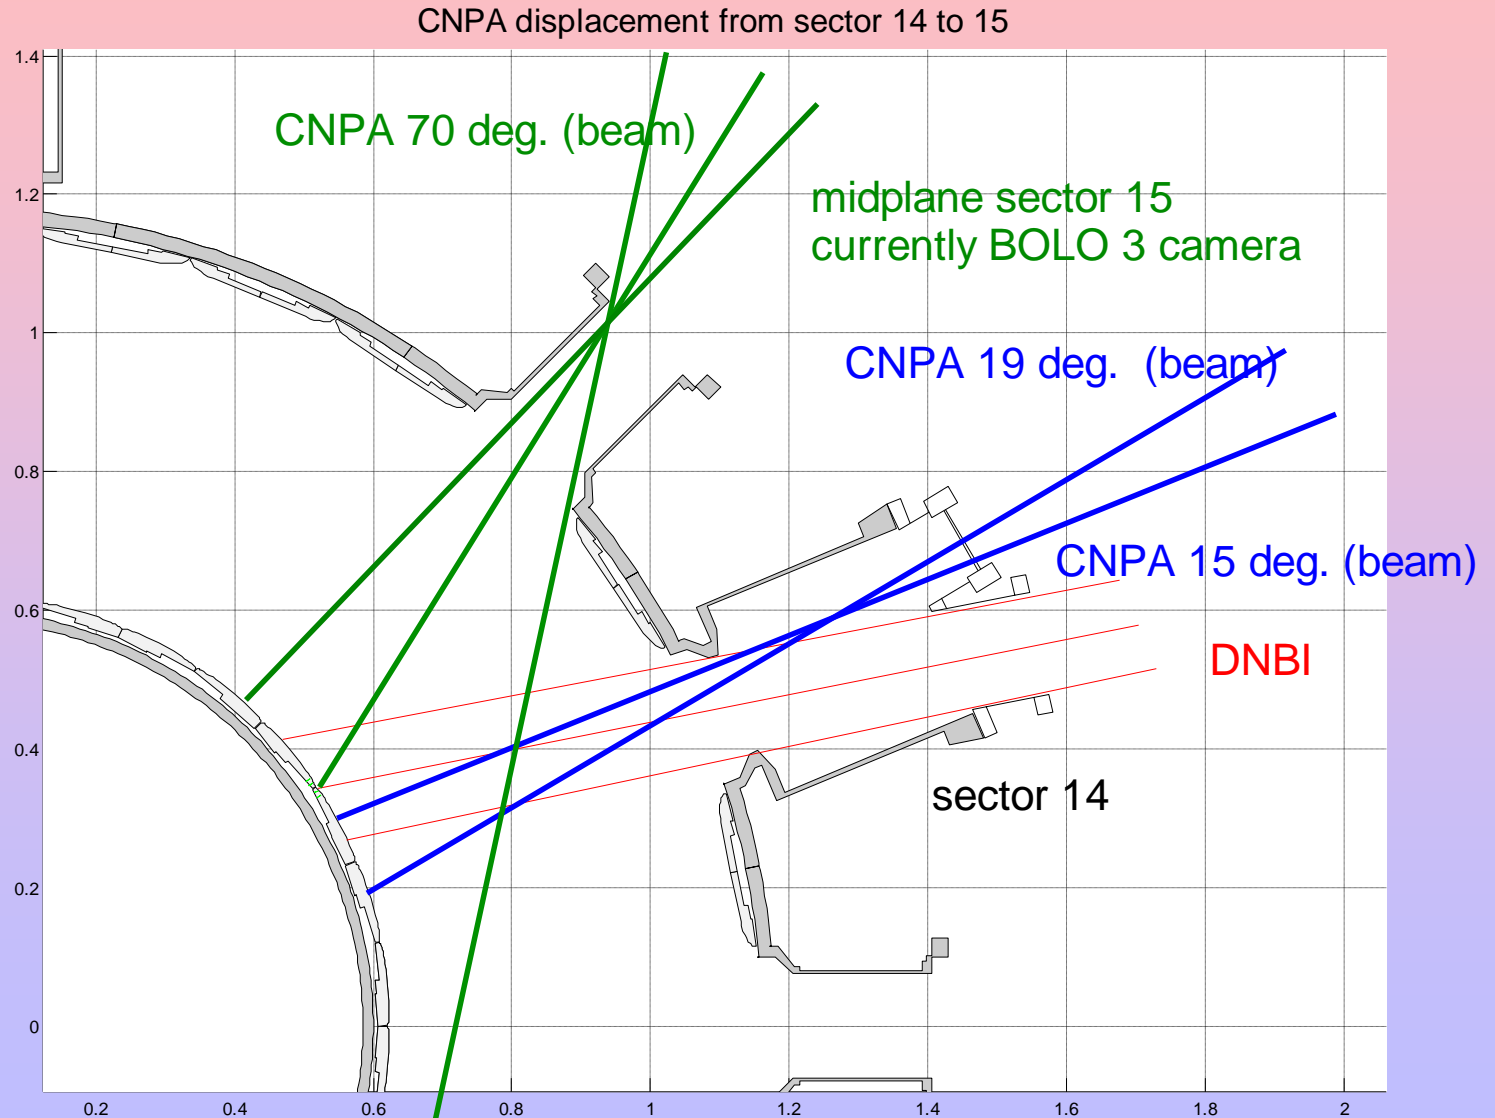 CNPA displacement from sector 14 to 15
1.4
CNPA 70 deg. (beam)
1.2
midplane sector 15
currently BOLO 3 camera
1
CNPA 19 deg. (beam)
0.8
CNPA 15 deg. (beam)
0.6
DNBI
0.4
sector 14
0.2
0
0.2 0.4 0.6 0.8 1 1.2 1.4 1.6 1.8 2